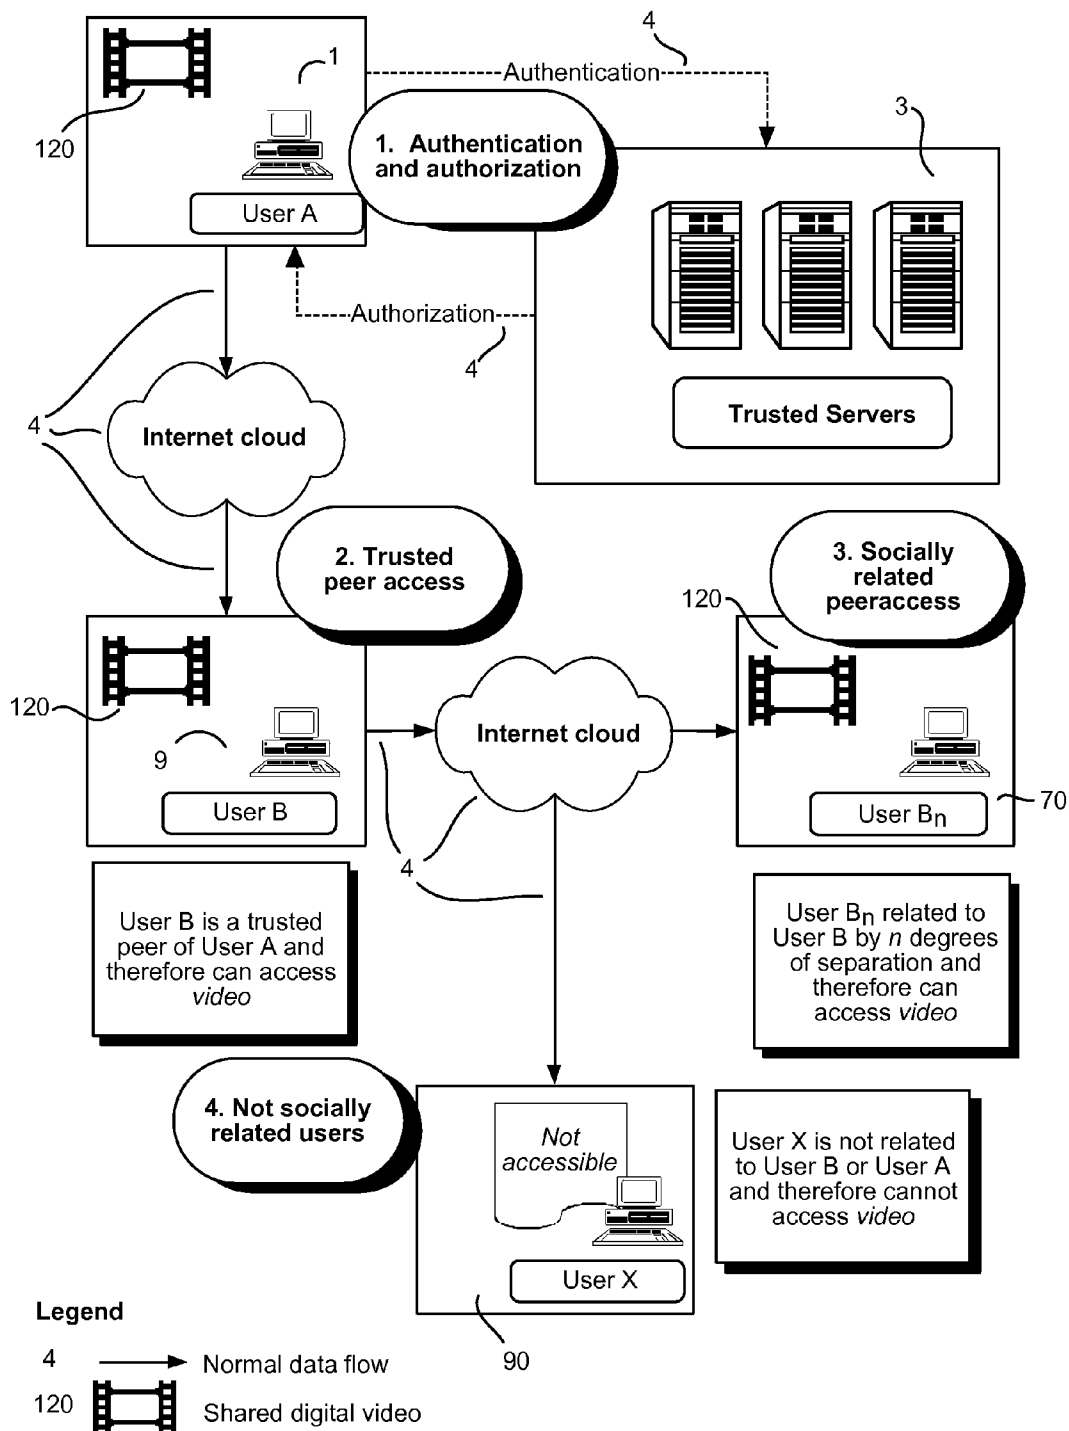 4
1
Authentication
120
3
1. Authentication
and authorization
User A
Authorization
4
Trusted Servers
4
Internet cloud
2. Trusted
peer access
3. Socially
related
peeraccess
120
120
9
Internet cloud
User B
User Bn
70
4
User B is a trusted
peer of User A and
therefore can access
video
User Bn related to
User B by n degrees
of separation and
therefore can
access video
4. Not socially
related users
Not
accessible
User X is not related
to User B or User A
and therefore cannot
access video
User X
90
Legend
4 Normal data flow
120 Shared digital video